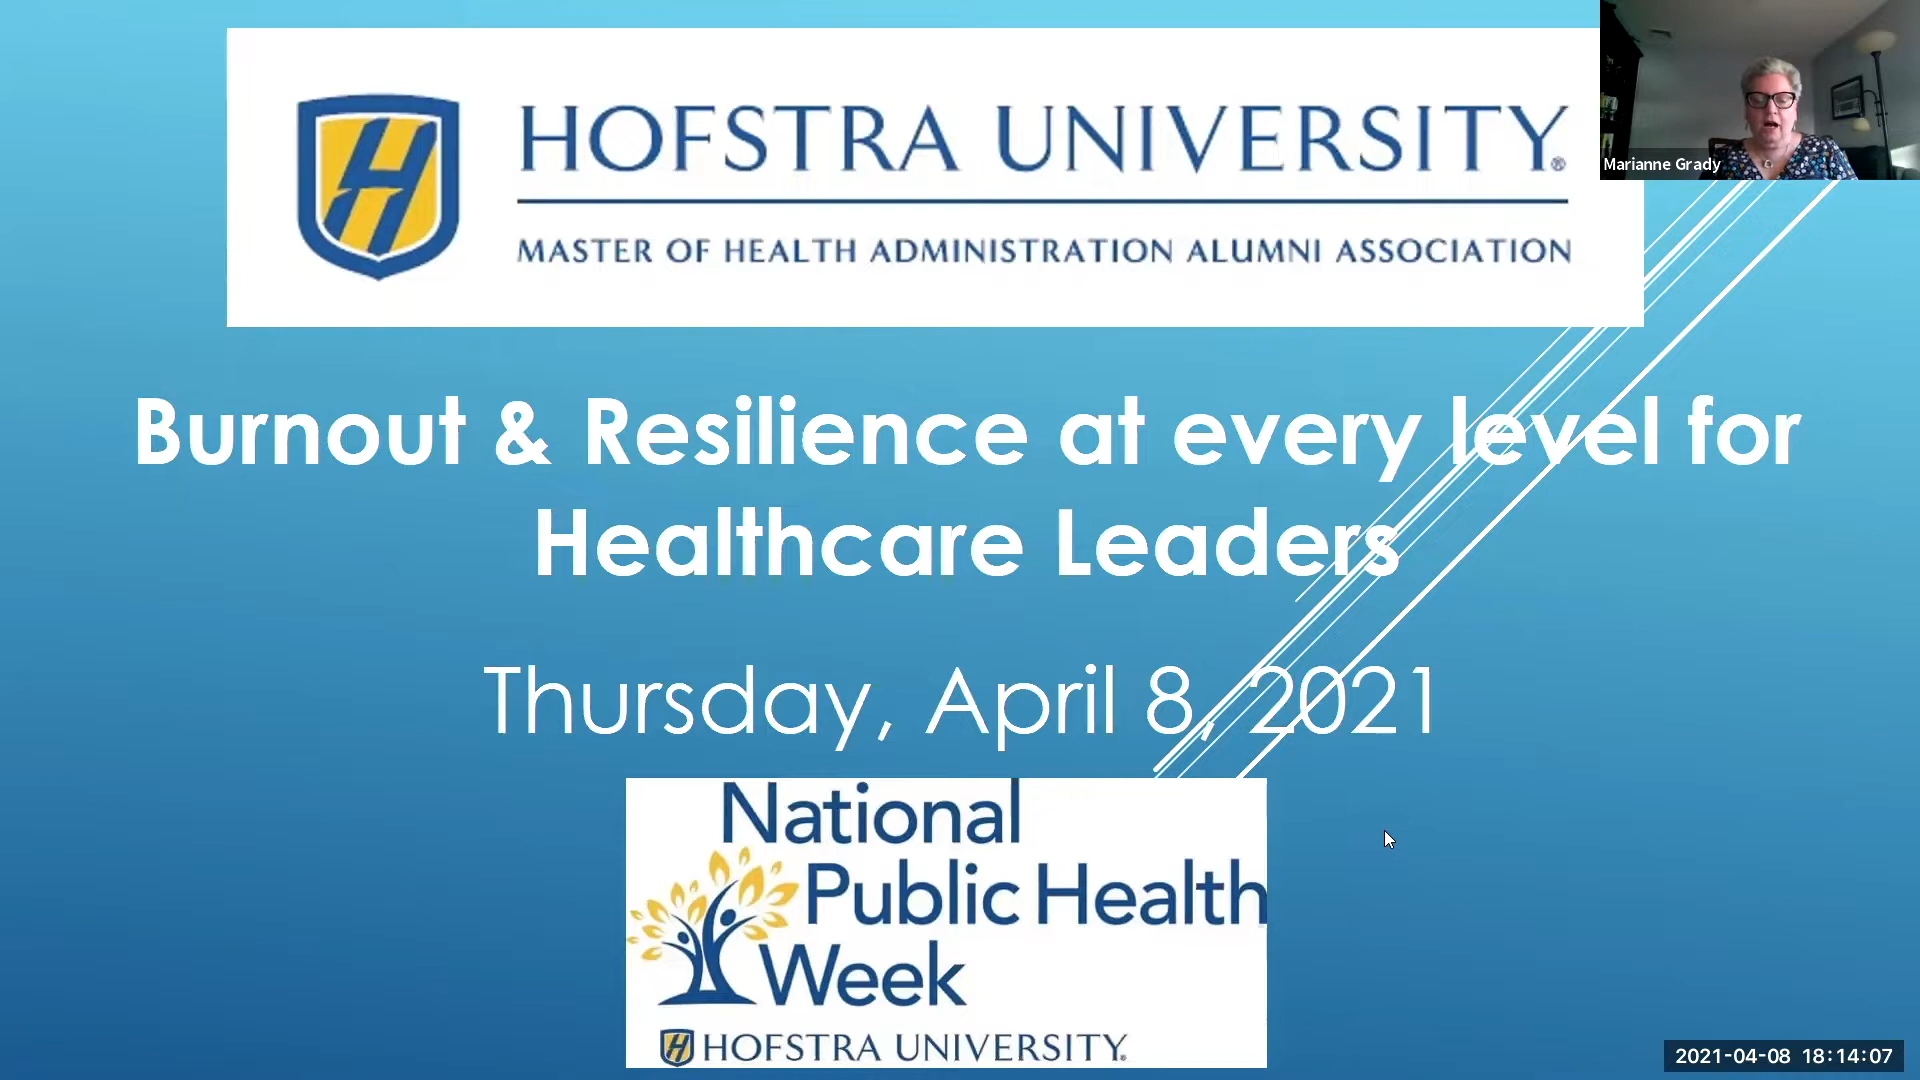 HOFSTRA UNIVERSITY®
MASTER OF HEALTH ADMINISTRATION ALUMNI ASSOCIATION
Marianne Grady
Burnout & Resilience at every level for
Healthcare Leaders
Thursday, April 8, 2021
National
Public Health
Week
HOFSTRA UNIVERSITY®
2021-04-08 18:14:07